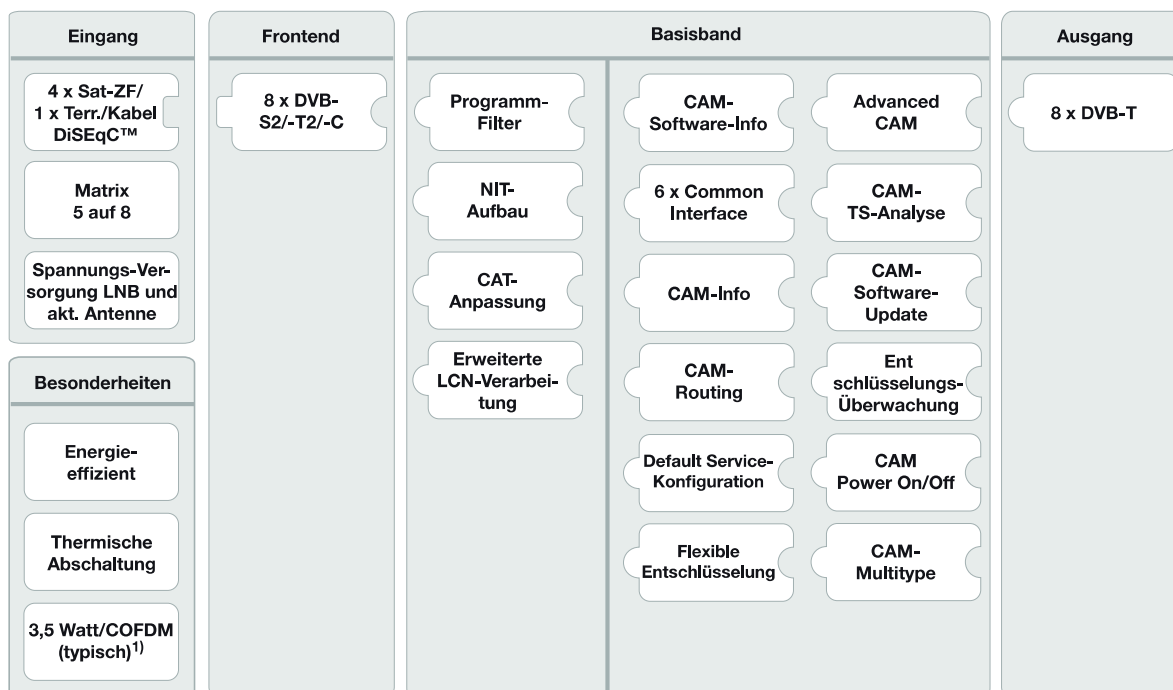 Eingang
4 x Sat-ZF/
1 x Terr./Kabel
DiSEqC™
Matrix
5 auf 8
Spannungs-Ver-
sorgung LNB und
akt. Antenne
Besonderheiten
Energie-
effizient
Thermische
Abschaltung
3,5 Watt/COFDM
(typisch)1)
Frontend
8 x DVB-
S2/-T2/-C
Basisband
Programm-
Filter
NIT-
Aufbau
CAT-
Anpassung
Erweiterte
LCN-Verarbei-
tung
CAM-
Software-Info
6 x Common
Interface
CAM-Info
CAM-
Routing
Default Service-
Konfiguration
Flexible
Entschlüsselung
Advanced
CAM
CAM-
TS-Analyse
CAM-
Software-
Update
Ent
schlüsselungs-
Überwachung
CAM
Power On/Off
CAM-
Multitype
Ausgang
8 x DVB-T